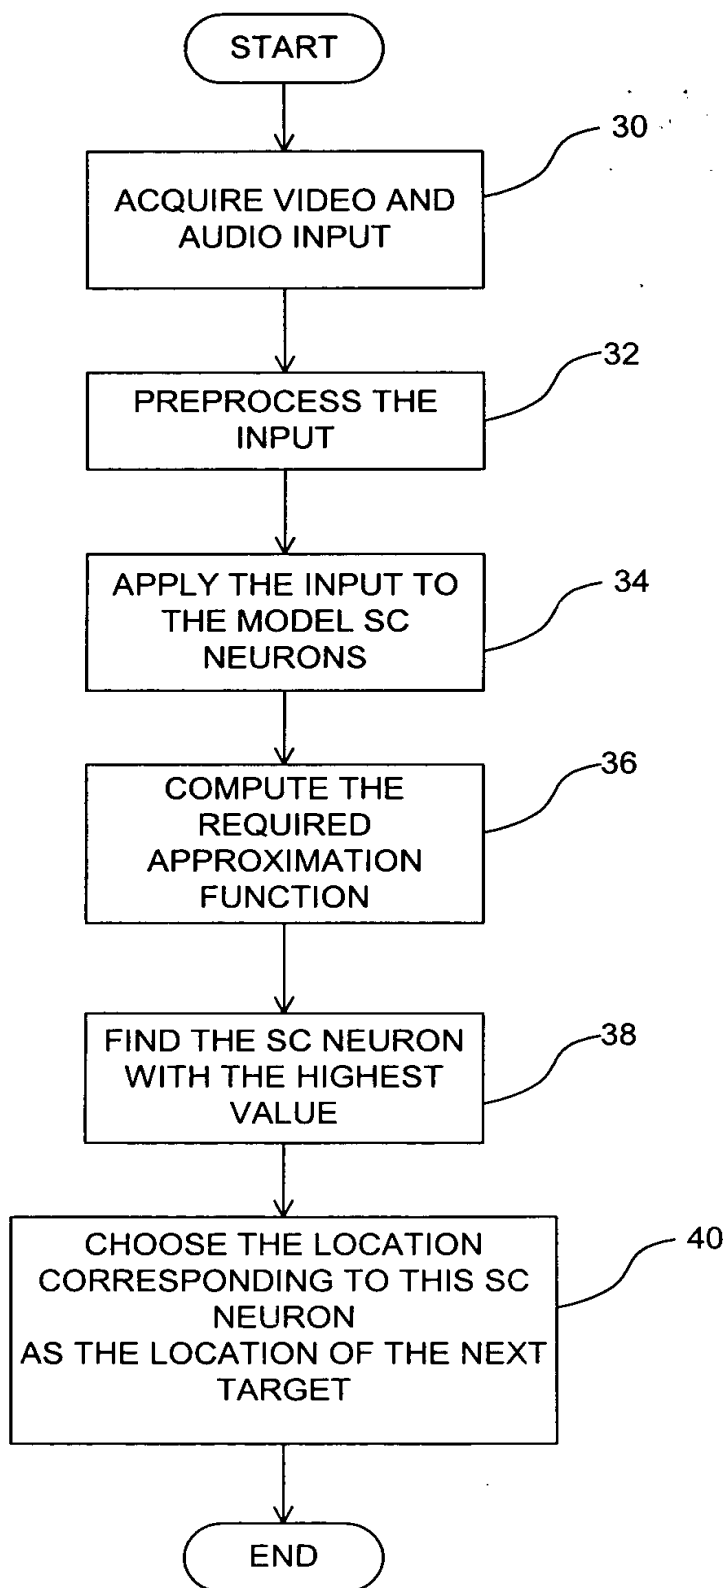 START
30
ACQUIRE VIDEO AND
AUDIO INPUT
32
PREPROCESS THE
INPUT
34
APPLY THE INPUT TO
THE MODEL SC
NEURONS
36
COMPUTE THE
REQUIRED
APPROXIMATION
FUNCTION
38
FIND THE SC NEURON
WITH THE HIGHEST
VALUE
40
CHOOSE THE LOCATION
CORRESPONDING TO THIS SC
NEURON
AS THE LOCATION OF THE NEXT
TARGET
END